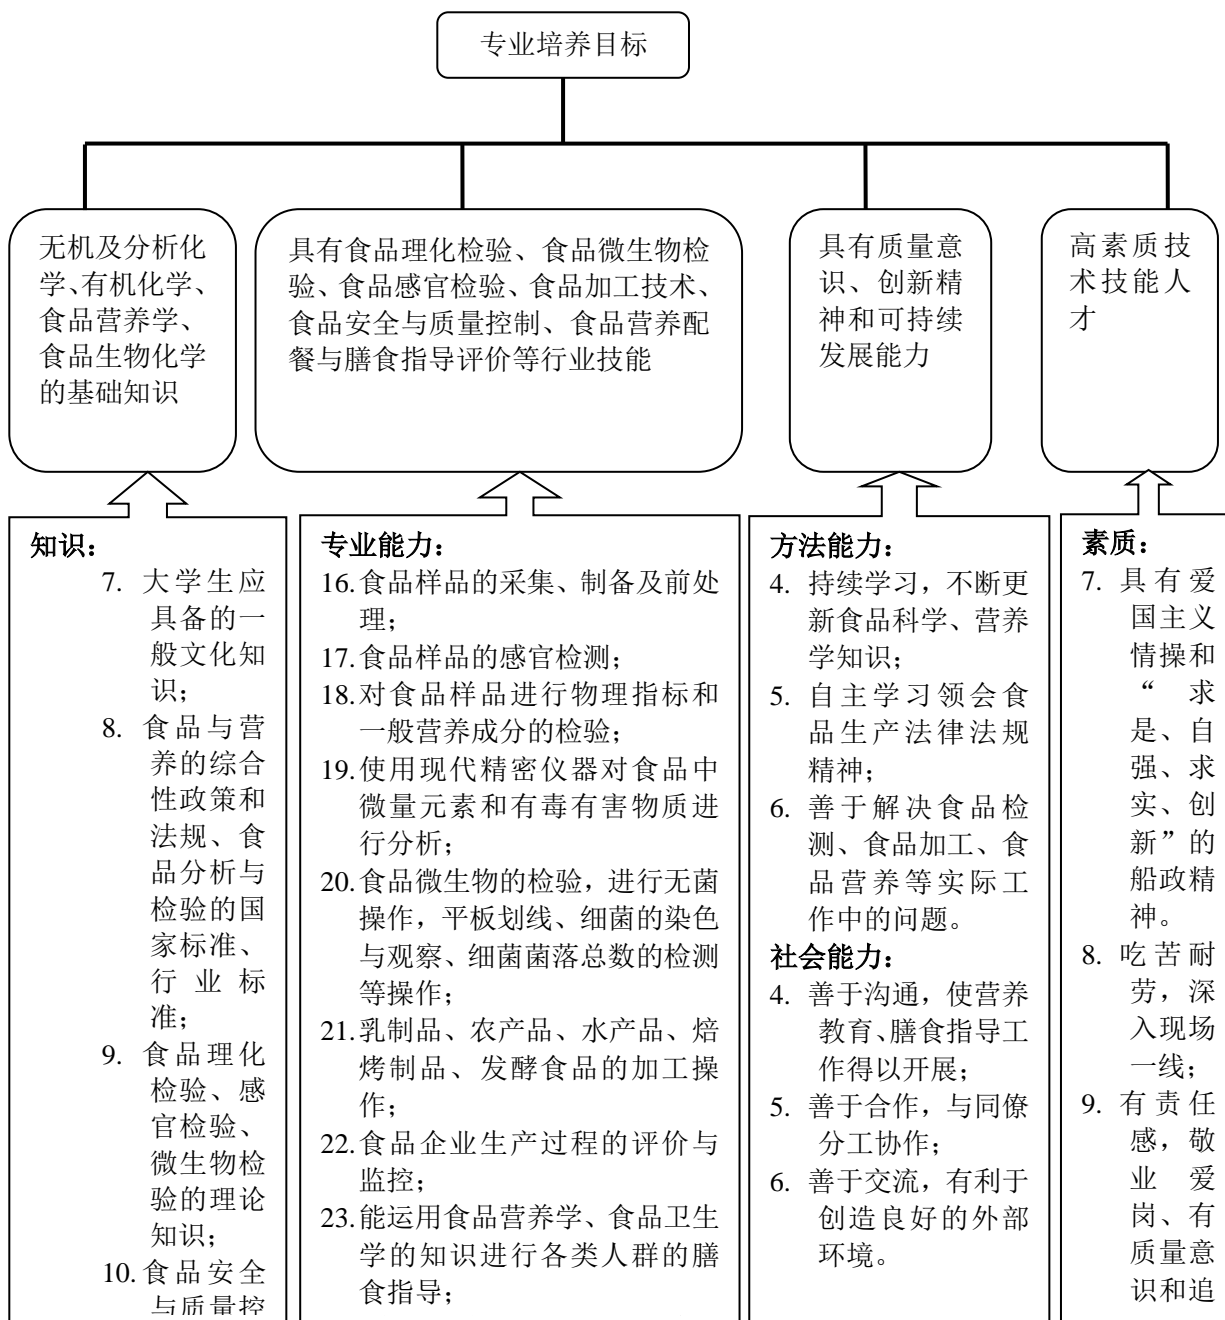 专业培养目标
无机及分析化
学、有机化学、
食品营养学、
食品生物化学
的基础知识
具有食品理化检验、食品微生物检
验、食品感官检验、食品加工技术、
食品安全与质量控制、食品营养配
餐与膳食指导评价等行业技能
具有质量意
识、创新精
神和可持续
发展能力
高素质技
术技能人
才
知识：
7. 大学生应
具备的一
般文化知
识；
8. 食品与营
养的综合
性政策和
法规、食
品分析与
检验的国
家标准、
行业标
准；
9. 食品理化
检验、感
官检验、
微生物检
验的理论
知识；
10. 食品安全
与质量控
专业能力：
16.食品样品的采集、制备及前处
理；
17.食品样品的感官检测；
18.对食品样品进行物理指标和
一般营养成分的检验；
19.使用现代精密仪器对食品中
微量元素和有毒有害物质进
行分析；
20.食品微生物的检验，进行无菌
操作，平板划线、细菌的染色
与观察、细菌菌落总数的检测
等操作；
21.乳制品、农产品、水产品、焙
烤制品、发酵食品的加工操
作；
22.食品企业生产过程的评价与
监控；
23.能运用食品营养学、食品卫生
学的知识进行各类人群的膳
食指导；
方法能力：
4. 持续学习，不断更
新食品科学、营养
学知识；
5. 自主学习领会食
品生产法律法规
精神；
6. 善于解决食品检
测、食品加工、食
品营养等实际工
作中的问题。
社会能力：
4. 善于沟通，使营养
教育、膳食指导工
作得以开展；
5. 善于合作，与同僚
分工协作；
6. 善于交流，有利于
创造良好的外部
环境。
素质：
7. 具有爱
国主义
情操和
“求
是、自
强、求
实、创
新”的
船政精
神。
8. 吃苦耐
劳，深
入现场
一线；
9. 有责任
感，敬
业爱
岗、有
质量意
识和追